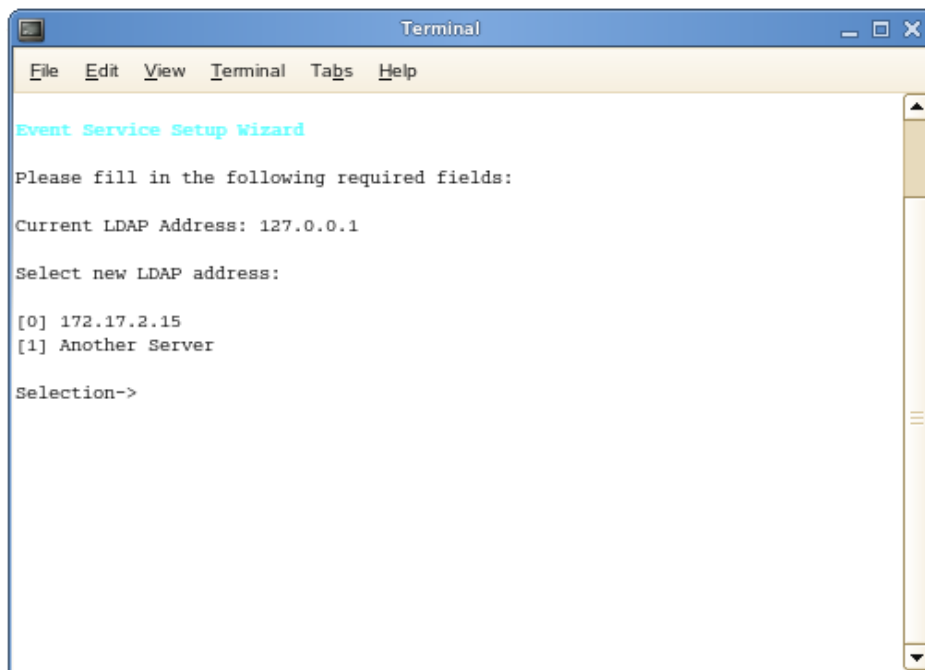 Terminal
File Edit View Terminal Tabs Help
Event Service Setup Wizard
Please fill in the following required fields:
Current LDAP Address: 127.0.0.1
Select new LDAP address:
[0] 172.17.2.15
[1] Another Server
Selection->